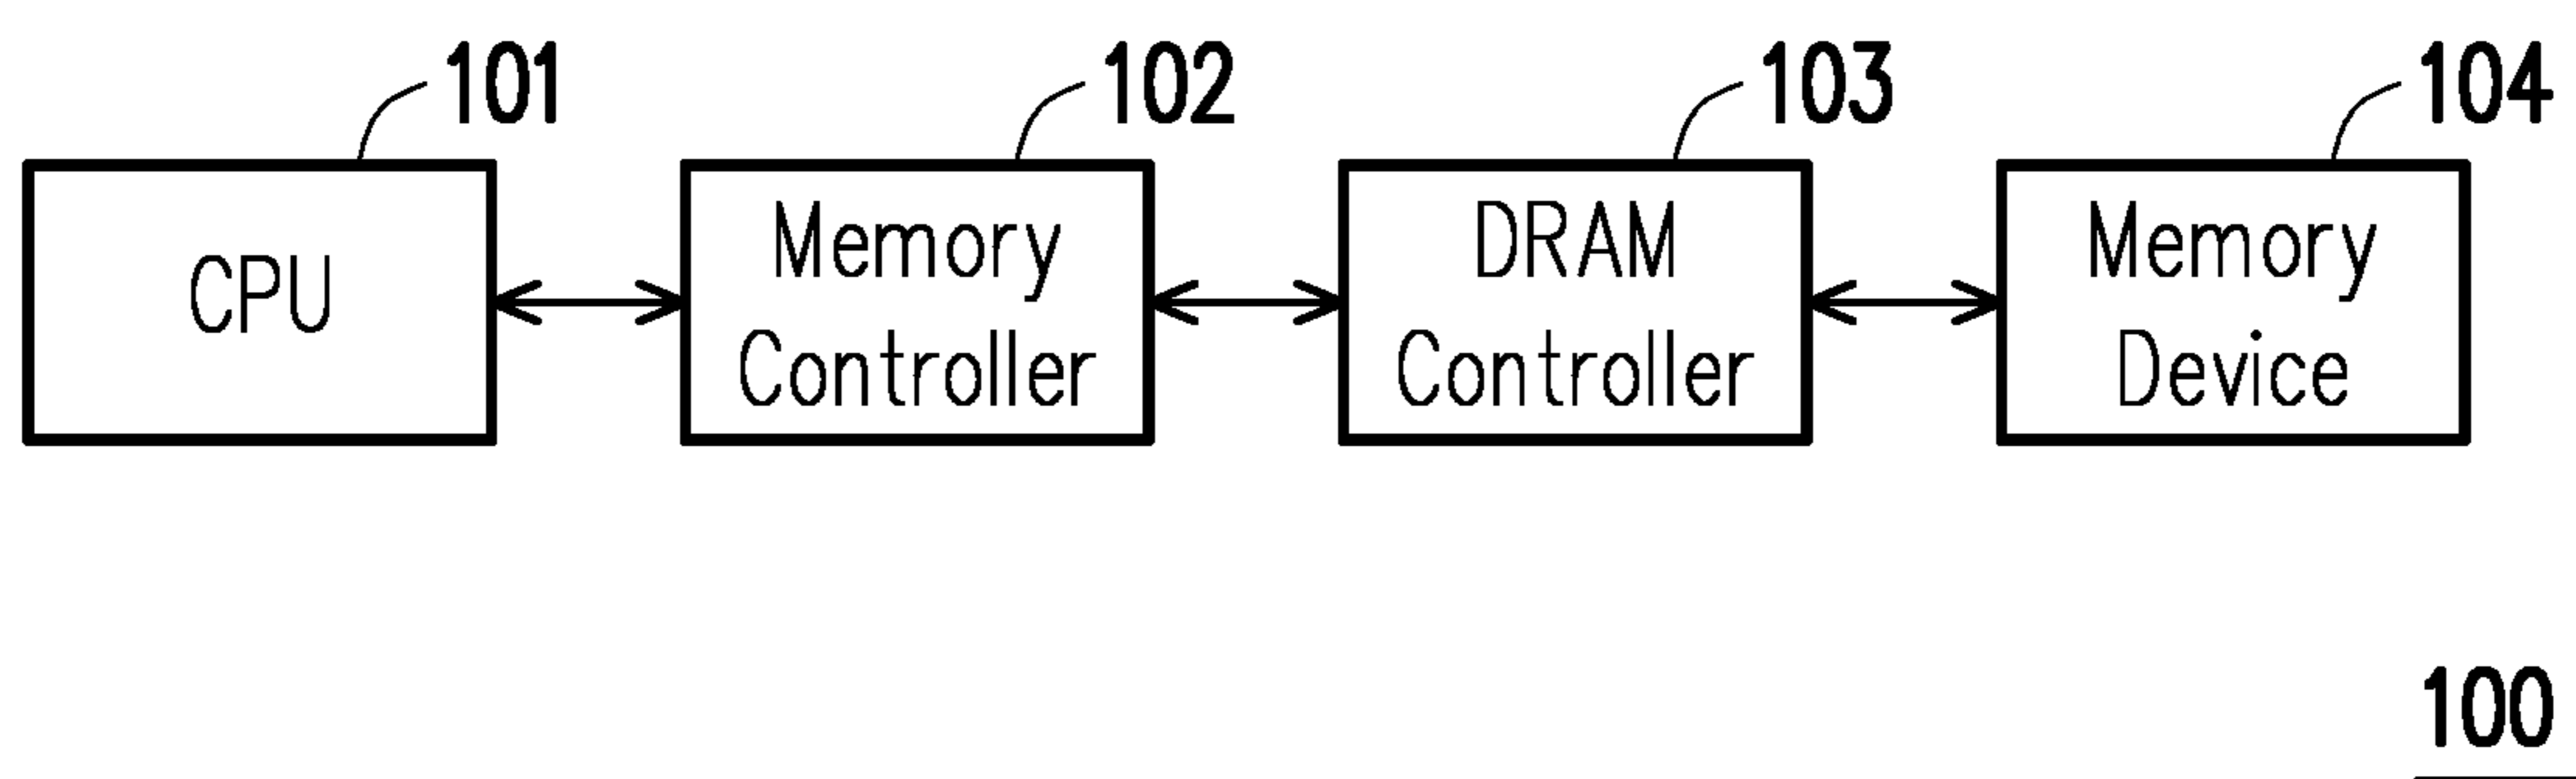 101
102
103
104
CPU
Memory
Controller
DRAM
Controller
Memory
Device
100